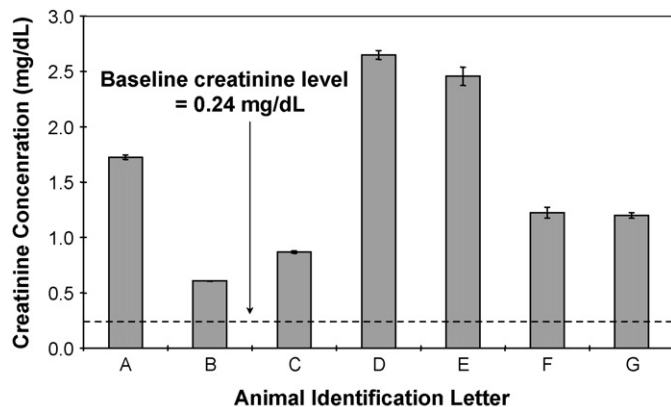 3.0
2.5
2.0
1.5
1.0
0.5
0.0
Creatinine Concenration (mg/dL)
Baseline creatinine level
= 0.24 mg/dL
A B C D E F G
Animal Identification Letter